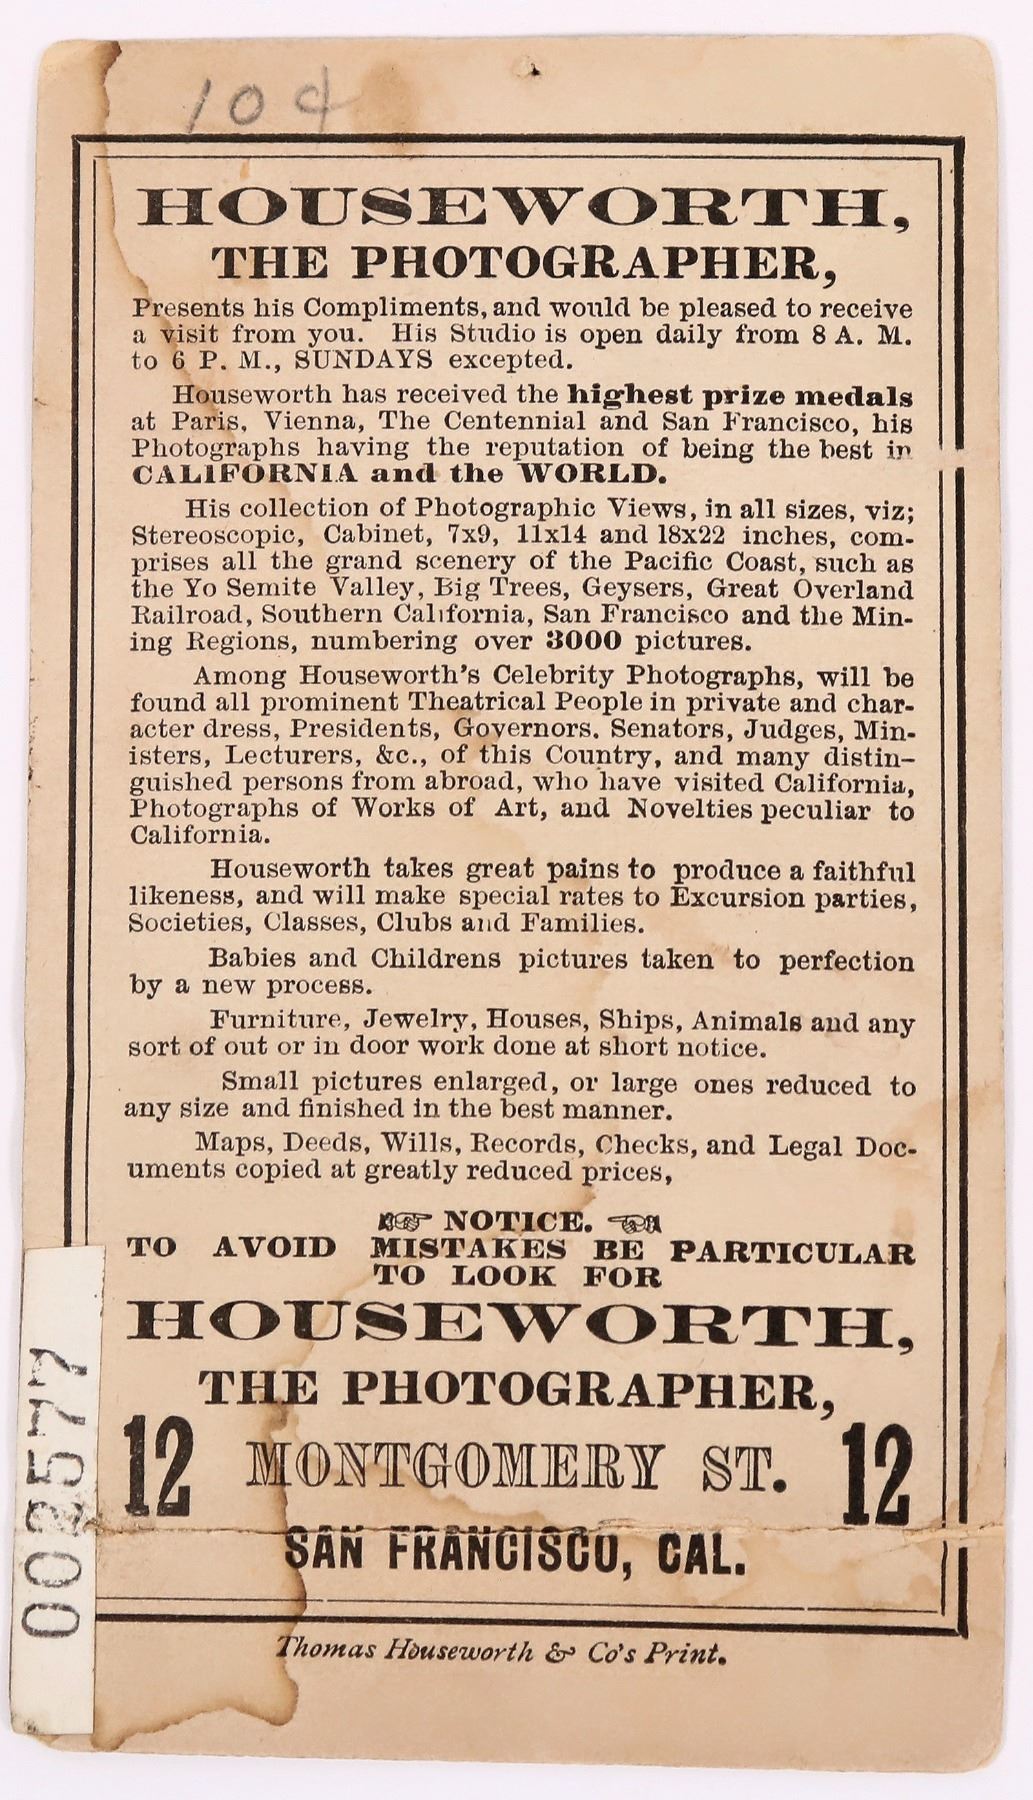 104
HOUSEWORTH,
THE PHOTOGRAPHER,
Presents his Compliments, and would be pleased to receive
a visit from you. His Studio is open daily from 8 A. M.
to 6 P. M., SUNDAYS excepted.
Houseworth has received the highest prize medals
at Paris, Vienna, The Centennial and San Francisco, his
Photographs having the reputation of being the best in
CALIFORNIA and the WORLD.
His collection of Photographic Views, in all sizes, viz;
Stereoscopic, Cabinet, 7x9, 11x14 and 18x22 inches, com-
prises all the grand scenery of the Pacific Coast, such as
the Yo Semite Valley, Big Trees, Geysers, Great Overland
Railroad, Southern California, San Francisco and the Min-
ing Regions, numbering over 3000 pictures.
Among Houseworth's Celebrity Photographs, will be
found all prominent Theatrical People in private and char-
acter dress, Presidents, Governors. Senators, Judges, Min-
isters, Lecturers, &c., of this Country, and many distin-
guished persons from abroad, who have visited California,
Photographs of Works of Art, and Novelties peculiar to
California.
Houseworth takes great pains to produce a faithful
likeness, and will make special rates to Excursion parties,
Societies, Classes, Clubs and Families.
Babies and Childrens pictures taken to perfection
by a new process.
Furniture, Jewelry, Houses, Ships, Animals and any
sort of out or in door work done at short notice.
Small pictures enlarged, or large ones reduced to
any size and finished in the best manner.
Maps, Deeds, Wills, Records, Checks, and Legal Doc-
uments copied at greatly reduced prices,
NOTICE.
TO AVOID MISTAKES BE PARTICULAR
TO LOOK FOR
HOUSEWORTH,
THE PHOTOGRAPHER,
12 MONTGOMERY ST. 12
SAN FRANCISCO, CAL.
Thomas Houseworth & Co's Print.
002577